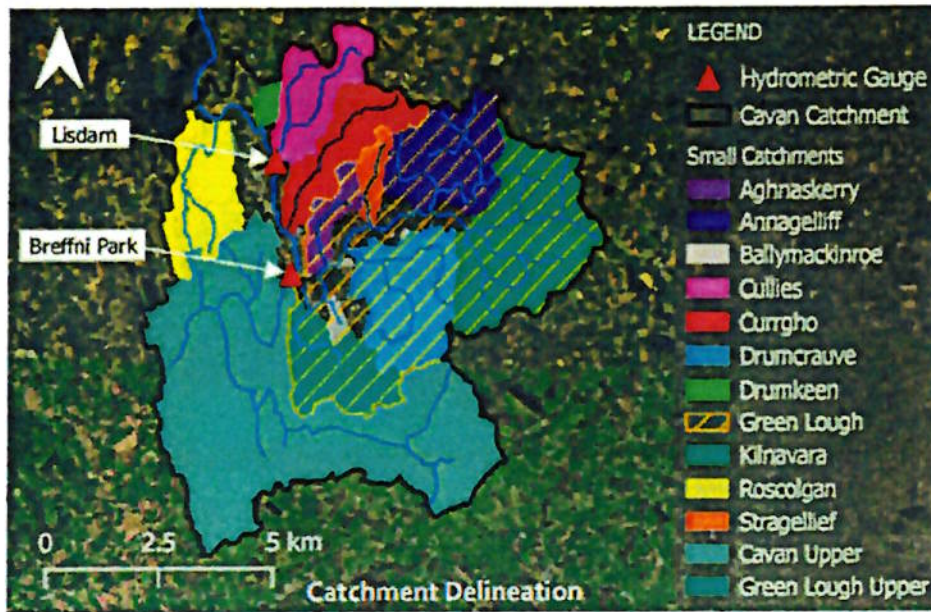 LEGEND
Hydrometric Gauge
Cavan Catchment
Small Catchments
Aghnaskerry
Annagelliff
Ballymackinroe
Cullies
Currgho
Drumcrauve
Drumkeen
Green Lough
Kilnavara
Roscolgan
Stragellief
Cavan Upper
Green Lough Upper
Lisdarn
Breffni Park
0 2.5 5 km
Catchment Delineation